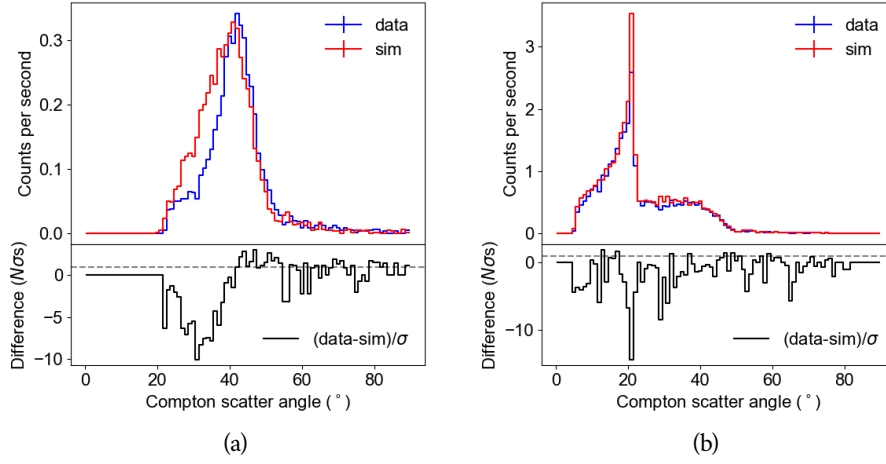 data
sim
Counts per second
0.3
0.2
0.1
0.0
Difference (Nσs)
0
−5
−10
(data-sim)/σ
0 20 40 60 80
Compton scatter angle (°)
(a)
data
sim
Counts per second
3
2
1
0
Difference (Nσs)
0
−10
(data-sim)/σ
0 20 40 60 80
Compton scatter angle (°)
(b)